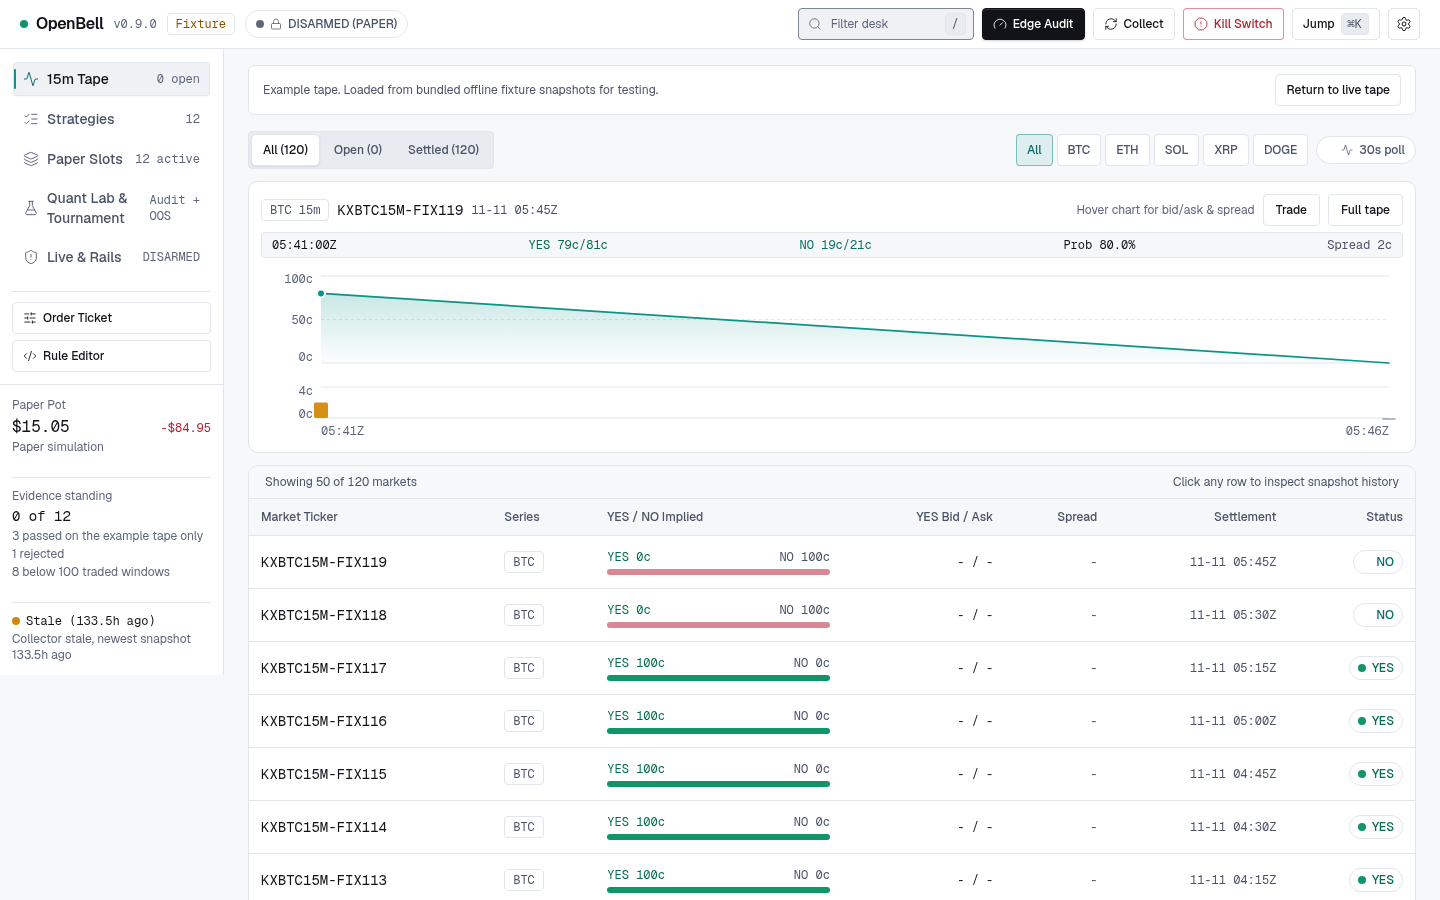 OpenBell v0.9.0 Fixture DISARMED (PAPER) Filter desk / Edge Audit Collect Kill Switch Jump ⌘K
15m Tape 0 open
Strategies 12
Paper Slots 12 active
Quant Lab & Tournament Audit + OOS
Live & Rails DISARMED
Order Ticket
Rule Editor
Paper Pot
$15.05 -$84.95
Paper simulation
Evidence standing
0 of 12
3 passed on the example tape only
1 rejected
8 below 100 traded windows
Stale (133.5h ago)
Collector stale, newest snapshot
133.5h ago
Example tape. Loaded from bundled offline fixture snapshots for testing. Return to live tape
All (120) Open (0) Settled (120) All BTC ETH SOL XRP DOGE 30s poll
BTC 15m KXBTC15M-FIX119 11-11 05:45Z Hover chart for bid/ask & spread Trade Full tape
05:41:00Z YES 79c/81c NO 19c/21c Prob 80.0% Spread 2c
100c
50c
0c
4c
0c
05:41Z 05:46Z
Showing 50 of 120 markets Click any row to inspect snapshot history
Market Ticker Series YES / NO Implied YES Bid / Ask Spread Settlement Status
KXBTC15M-FIX119 BTC YES 0c NO 100c - / - - 11-11 05:45Z NO
KXBTC15M-FIX118 BTC YES 0c NO 100c - / - - 11-11 05:30Z NO
KXBTC15M-FIX117 BTC YES 100c NO 0c - / - - 11-11 05:15Z YES
KXBTC15M-FIX116 BTC YES 100c NO 0c - / - - 11-11 05:00Z YES
KXBTC15M-FIX115 BTC YES 100c NO 0c - / - - 11-11 04:45Z YES
KXBTC15M-FIX114 BTC YES 100c NO 0c - / - - 11-11 04:30Z YES
KXBTC15M-FIX113 BTC YES 100c NO 0c - / - - 11-11 04:15Z YES